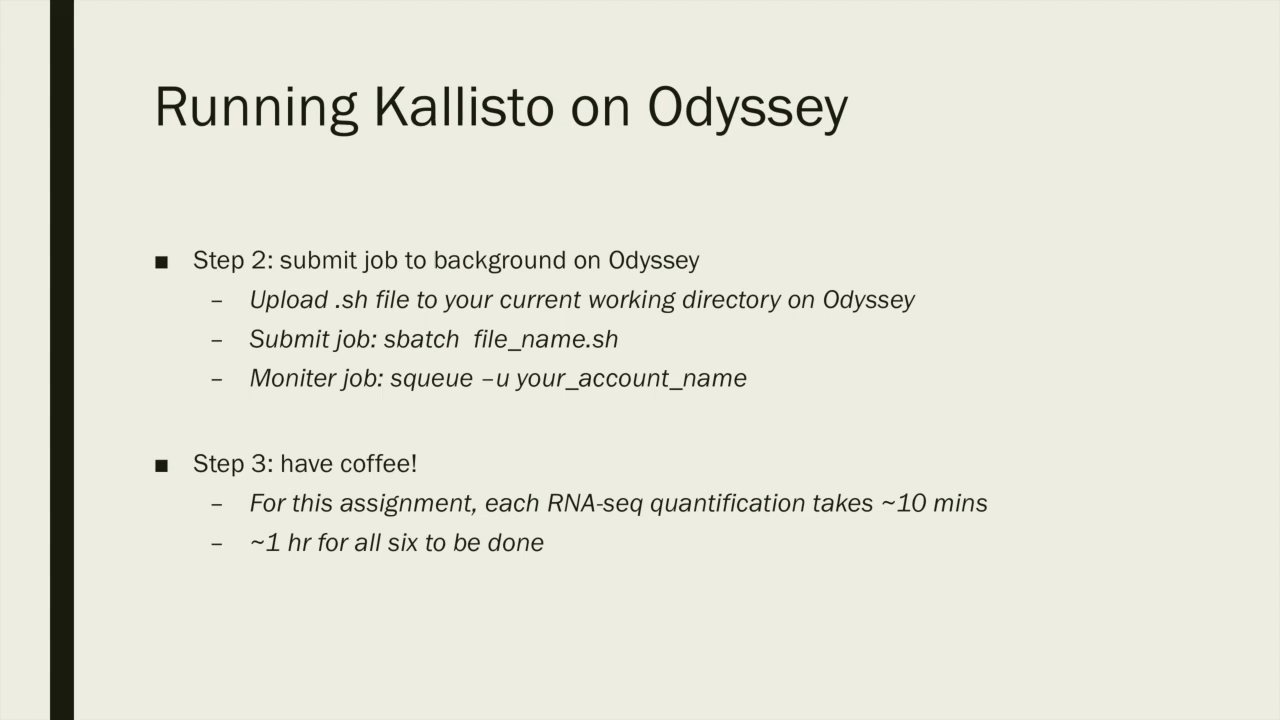 Running Kallisto on Odyssey
■ Step 2: submit job to background on Odyssey
– Upload .sh file to your current working directory on Odyssey
– Submit job: sbatch  file_name.sh
– Moniter job: squeue –u your_account_name
■ Step 3: have coffee!
– For this assignment, each RNA-seq quantification takes ~10 mins
– ~1 hr for all six to be done